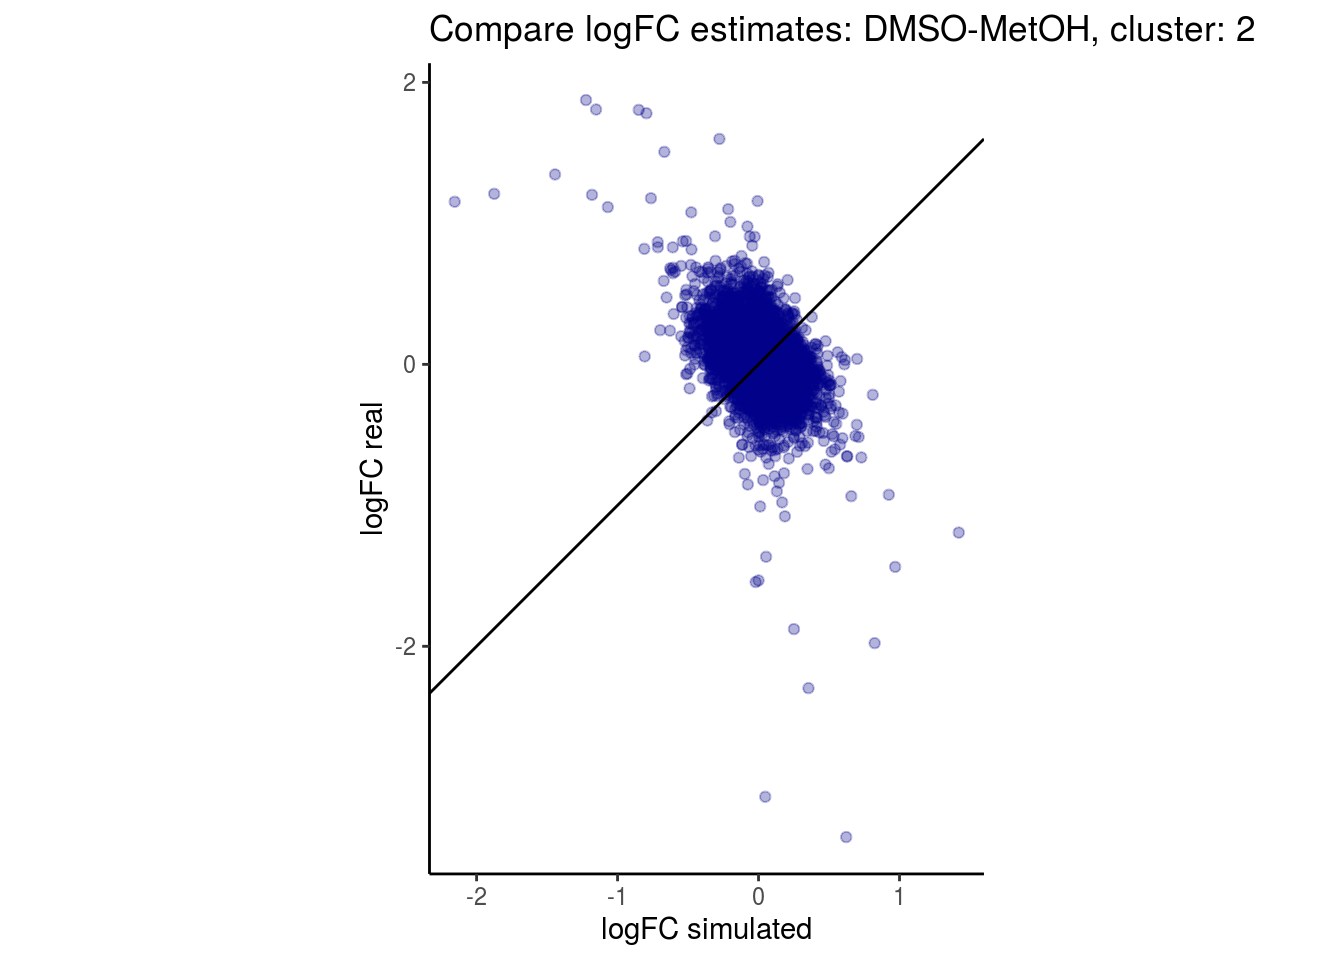 Compare logFC estimates: DMSO-MetOH, cluster: 2
2
0
-2
logFC real
-2 -1 0 1
logFC simulated